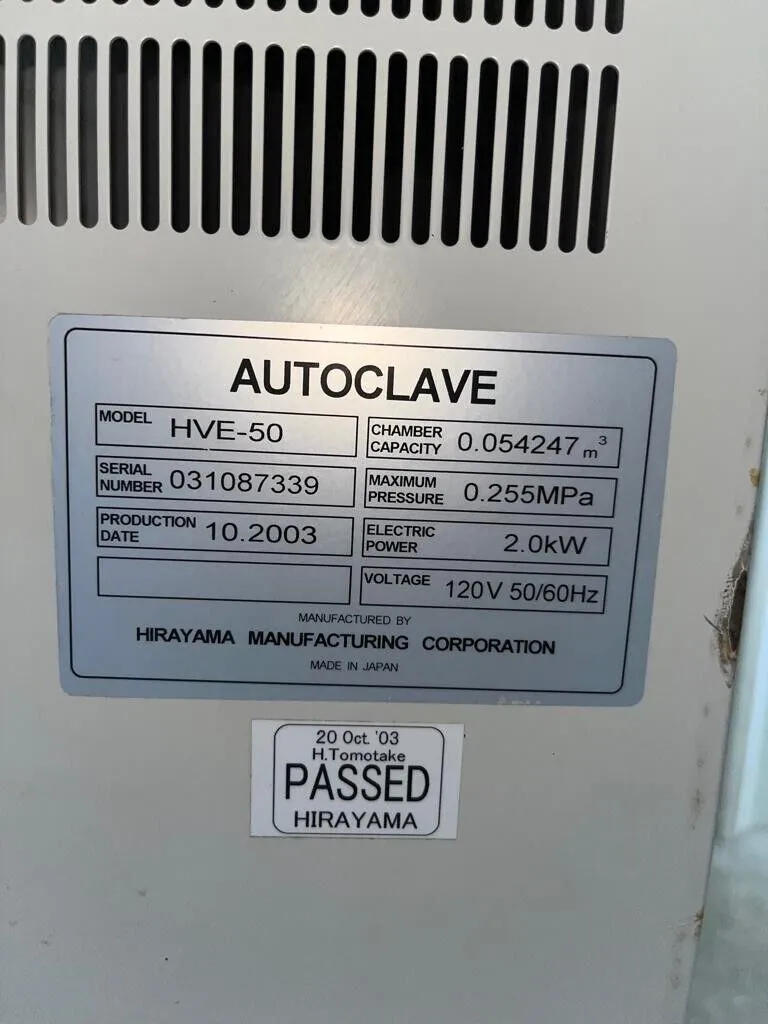 AUTOCLAVE
MODEL HVE-50
CHAMBER CAPACITY 0.054247 m³
SERIAL NUMBER 031087339
MAXIMUM PRESSURE 0.255MPa
PRODUCTION DATE 10.2003
ELECTRIC POWER 2.0kW
VOLTAGE 120V 50/60Hz
MANUFACTURED BY
HIRAYAMA MANUFACTURING CORPORATION
MADE IN JAPAN
20 Oct. '03
H.Tomotake
PASSED
HIRAYAMA